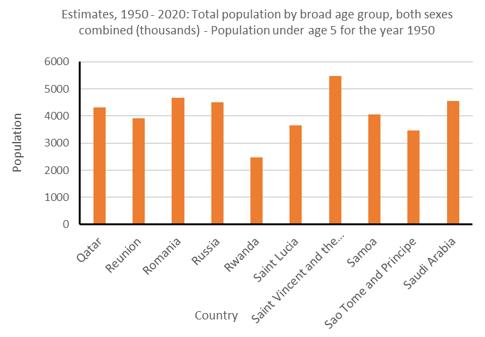 Estimates, 1950 - 2020: Total population by broad age group, both sexes
combined (thousands) - Population under age 5 for the year 1950
6000
5000
4000
3000
2000
1000
0
Population
Qatar
Reunion
Romania
Russia
Rwanda
Saint Lucia
Saint Vincent and the...
Samoa
Sao Tome and Principe
Saudi Arabia
Country